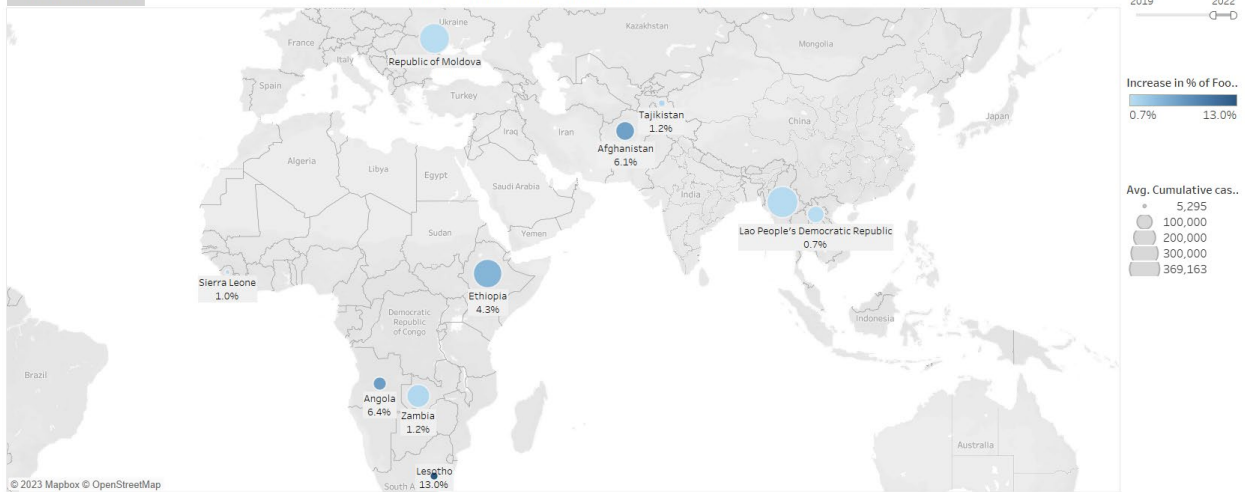 2019 2022
Ukraine
Kazakhstan
Mongolia
France
Republic of Moldova
Italy
Spain
Turkey
Increase in % of Foo..
0.7% 13.0%
Tajikistan
1.2%
China
Japan
Iraq
Iran
Afghanistan
6.1%
Algeria
Libya
Egypt
Saudi Arabia
India
Avg. Cumulative cas..
5,295
100,000
200,000
300,000
369,163
Sudan
Yemen
Lao People's Democratic Republic
0.7%
Sierra Leone
1.0%
Ethiopia
4.3%
Democratic
Republic
of Congo
Indonesia
Brazil
Angola
6.4%
Zambia
1.2%
Australia
Lesotho
South A 13.0%
© 2023 Mapbox © OpenStreetMap